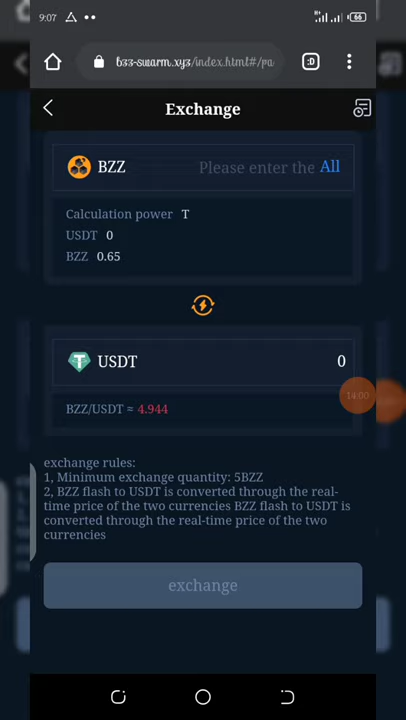 9:07
66
bzz-swarm.xyz/index.html#/pa
:D
Exchange
BZZ Please enter the All
Calculation power T
USDT 0
BZZ 0.65
USDT 0
BZZ/USDT ≈ 4.944
14:00
exchange rules:
1, Minimum exchange quantity: 5BZZ
2, BZZ flash to USDT is converted through the real-
time price of the two currencies BZZ flash to USDT is
converted through the real-time price of the two
currencies
exchange